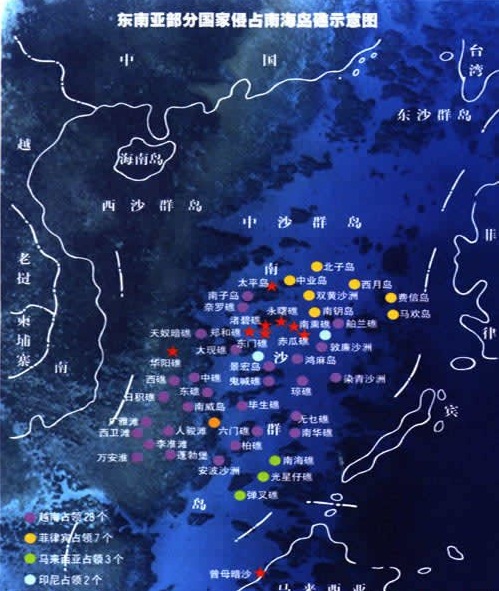 东南亚部分国家侵占南海岛礁示意图
中 国
台湾
东沙群岛
越
海南岛
西沙群岛
中沙群岛
菲
老挝
南
北子岛
中业岛
西月岛
太平岛
南子岛
双黄沙洲
费信岛
奈罗礁
永暑礁
南钥岛
马欢岛
渚碧礁
南熏礁
舶兰礁
天奴暗礁
郑和礁
东门礁
赤瓜礁
敦庸沙洲
大现礁
律
柬埔寨
南
华阳礁
沙
鸿庥岛
景宏岛
西礁
中礁
鬼喊礁
染青沙洲
日积礁
东礁
琼礁
南威岛
毕生礁
宾
广雅滩
无乜礁
西卫滩
人骏滩
六门礁
群
南华礁
李准滩
柏礁
万安滩
蓬勃堡
南海礁
安波沙洲
光星仔礁
弹叉礁
岛
越南占领28个
菲律宾占领7个
马来西亚占领3个
印尼占领2个
曾母暗沙
马来西亚